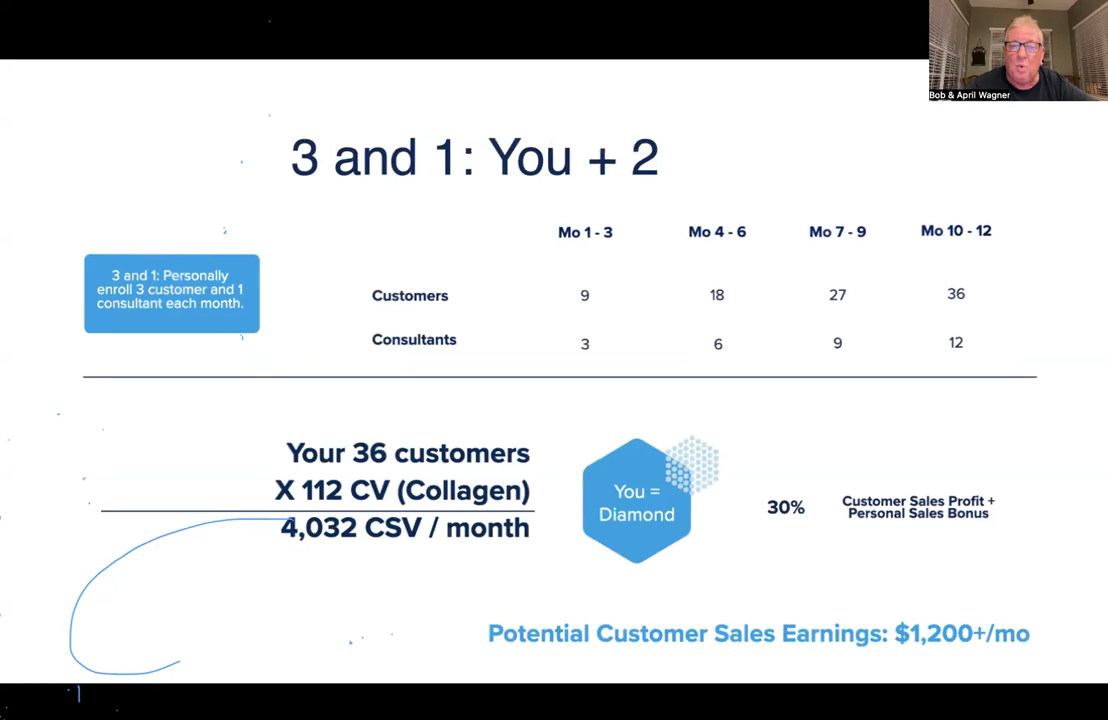 Bob & April Wagner
3 and 1: You + 2
Mo 1 - 3 Mo 4 - 6 Mo 7 - 9 Mo 10 - 12
3 and 1: Personally
enroll 3 customer and 1
consultant each month.
Customers 9 18 27 36
Consultants 3 6 9 12
Your 36 customers
X 112 CV (Collagen)
4,032 CSV / month
You =
Diamond
30%
Customer Sales Profit +
Personal Sales Bonus
Potential Customer Sales Earnings: $1,200+/mo